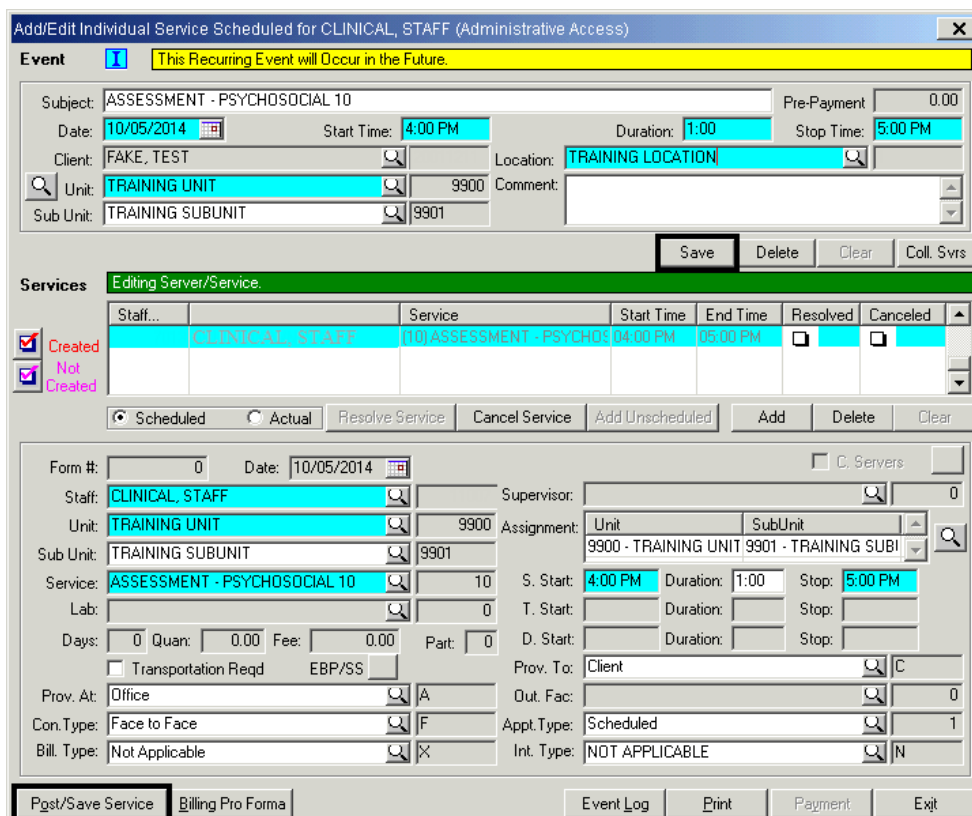 Add/Edit Individual Service Scheduled for CLINICAL, STAFF (Administrative Access)
Event I This Recurring Event will Occur in the Future.
Subject: ASSESSMENT - PSYCHOSOCIAL 10 Pre-Payment 0.00
Date: 10/05/2014 Start Time: 4:00 PM Duration: 1:00 Stop Time: 5:00 PM
Client: FAKE, TEST Location: TRAINING LOCATION
Unit: TRAINING UNIT 9900 Comment:
Sub Unit: TRAINING SUBUNIT 9901
Save Delete Clear Coll. Svrs
Services Editing Server/Service.
Staff... Service Start Time End Time Resolved Canceled
Created CLINICAL, STAFF (10) ASSESSMENT - PSYCHOS 04:00 PM 05:00 PM
Not
Created
Scheduled Actual Resolve Service Cancel Service Add Unscheduled Add Delete Clear
Form #: 0 Date: 10/05/2014 C. Servers
Staff: CLINICAL, STAFF Supervisor: 0
Unit: TRAINING UNIT 9900 Assignment: Unit SubUnit
Sub Unit: TRAINING SUBUNIT 9901 9900 - TRAINING UNIT 9901 - TRAINING SUBI
Service: ASSESSMENT - PSYCHOSOCIAL 10 10 S. Start: 4:00 PM Duration: 1:00 Stop: 5:00 PM
Lab: 0 T. Start: Duration: Stop:
Days: 0 Quan: 0.00 Fee: 0.00 Part: 0 D. Start: Duration: Stop:
Transportation Reqd EBP/SS Prov. To: Client C
Prov. At: Office A Out. Fac: 0
Con.Type: Face to Face F Appt.Type: Scheduled 1
Bill. Type: Not Applicable X Int. Type: NOT APPLICABLE N
Post/Save Service Billing Pro Forma Event Log Print Payment Exit